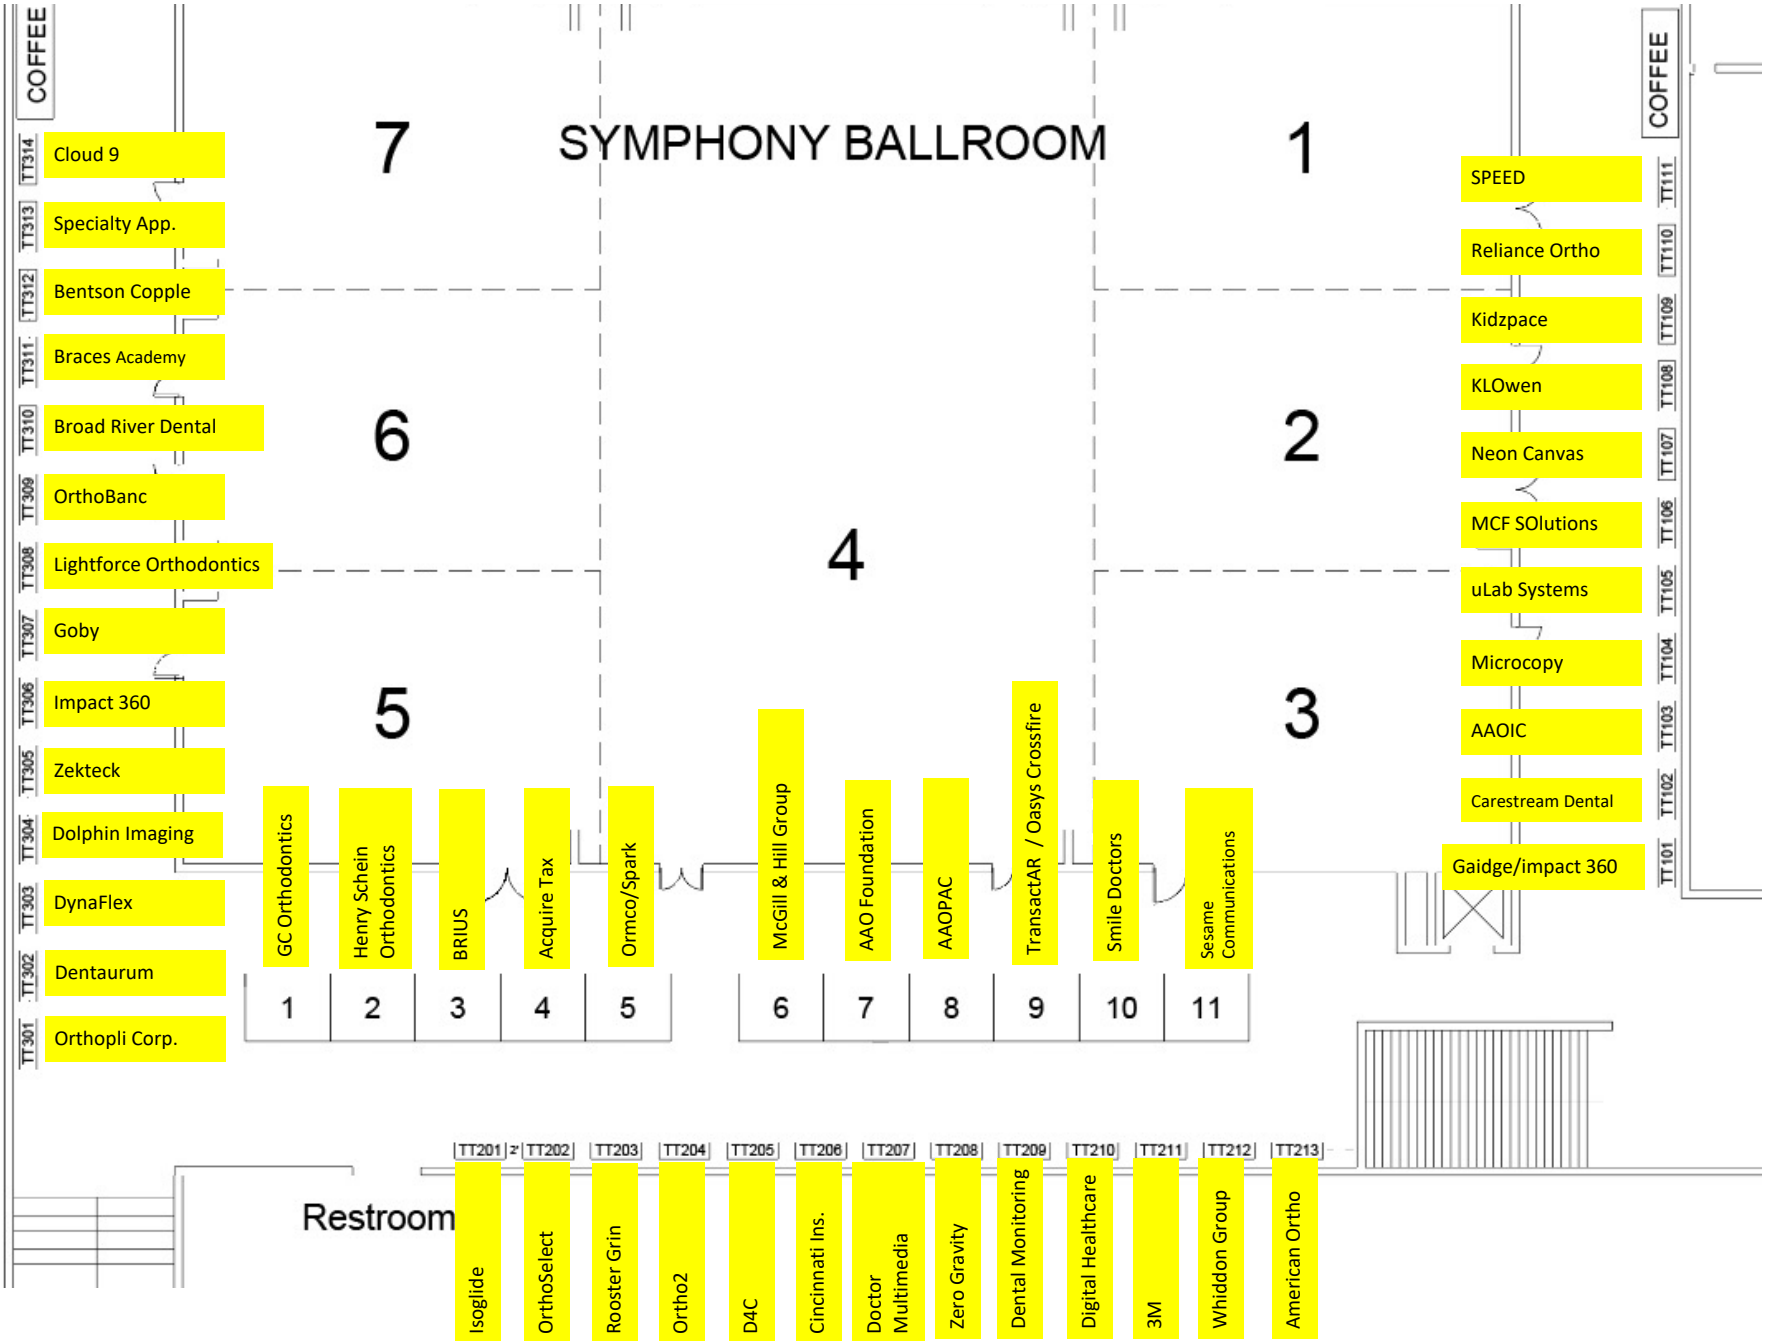 COFFEE
COFFEE
7
SYMPHONY BALLROOM
1
TT314
Cloud 9
TT313
Specialty App.
TT312
Bentson Copple
TT311
Braces Academy
TT310
Broad River Dental
TT309
OrthoBanc
TT308
Lightforce Orthodontics
TT307
Goby
TT306
Impact 360
TT305
Zekteck
TT304
Dolphin Imaging
TT303
DynaFlex
TT302
Dentaurum
TT301
Orthopli Corp.
6
5
4
2
3
SPEED
TT111
Reliance Ortho
TT110
Kidzpace
TT109
KLOwen
TT108
Neon Canvas
TT107
MCF SOlutions
TT106
uLab Systems
TT105
Microcopy
TT104
AAOIC
TT103
Carestream Dental
TT102
Gaidge/impact 360
TT101
GC Orthodontics
Henry Schein
Orthodontics
BRIUS
Acquire Tax
Ormco/Spark
McGill & Hill Group
AAO Foundation
AAOPAC
TransactAR / Oasys Crossfire
Smile Doctors
Sesame
Communications
1
2
3
4
5
6
7
8
9
10
11
TT201
2'
TT202
TT203
TT204
TT205
TT206
TT207
TT208
TT209
TT210
TT211
TT212
TT213
Restroom
Isoglide
OrthoSelect
Rooster Grin
Ortho2
D4C
Cincinnati Ins.
Doctor
Multimedia
Zero Gravity
Dental Monitoring
Digital Healthcare
3M
Whiddon Group
American Ortho